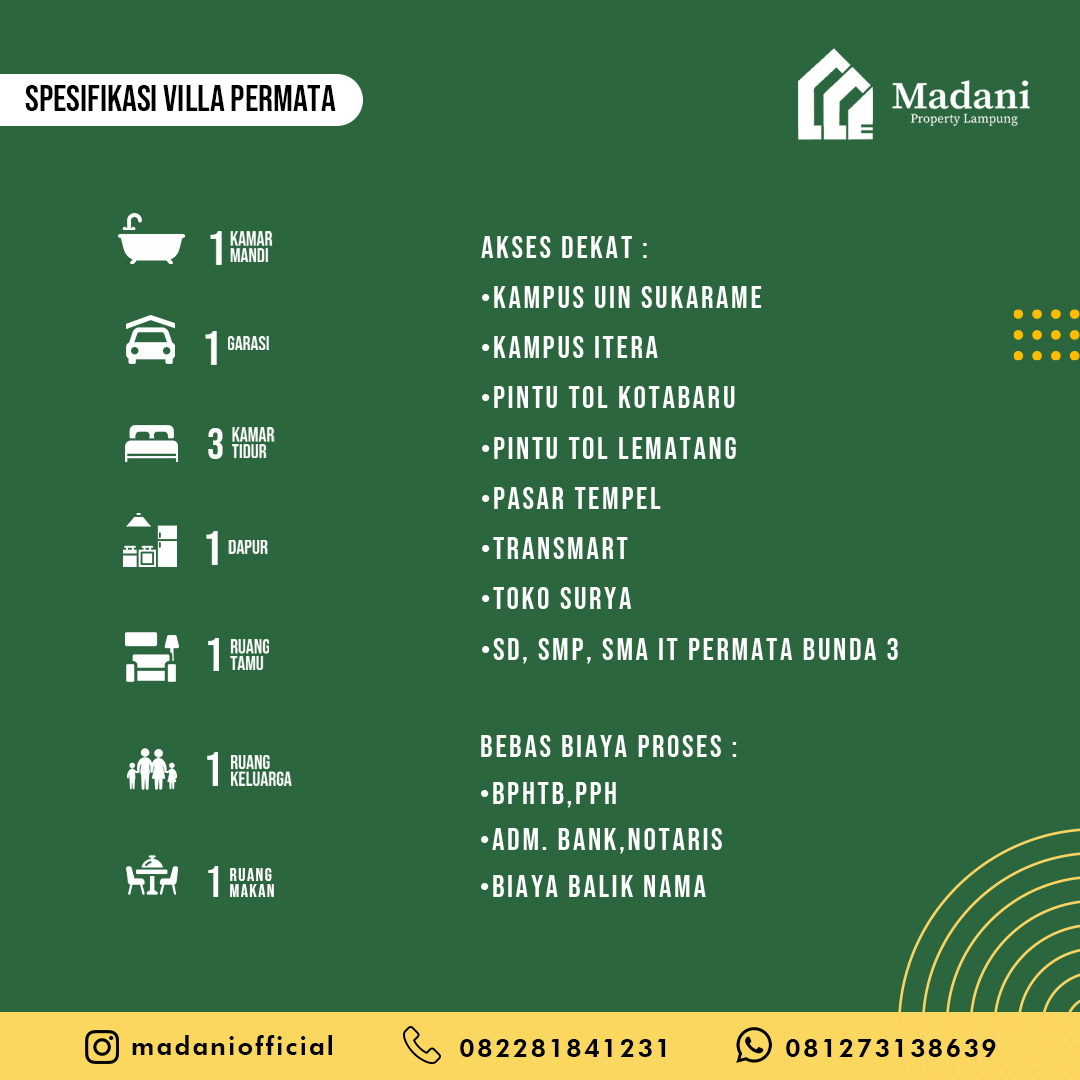 SPESIFIKASI VILLA PERMATA
Madani
Property Lampung
1 KAMAR
MANDI
1 GARASI
3 KAMAR
TIDUR
1 DAPUR
1 RUANG
TAMU
1 RUANG
KELUARGA
1 RUANG
MAKAN
AKSES DEKAT :
•KAMPUS UIN SUKARAME
•KAMPUS ITERA
•PINTU TOL KOTABARU
•PINTU TOL LEMATANG
•PASAR TEMPEL
•TRANSMART
•TOKO SURYA
•SD, SMP, SMA IT PERMATA BUNDA 3
BEBAS BIAYA PROSES :
•BPHTB,PPH
•ADM. BANK,NOTARIS
•BIAYA BALIK NAMA
madaniofficial
082281841231
081273138639